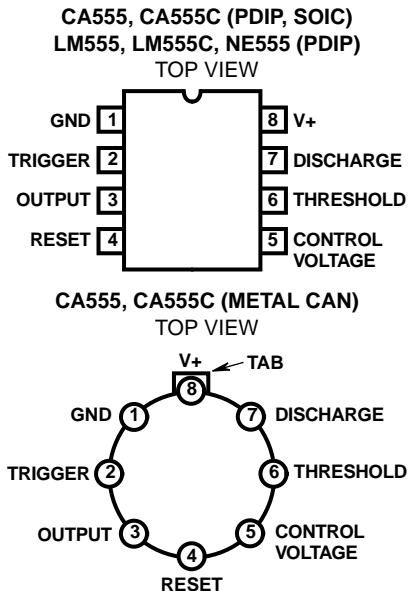 CA555, CA555C (PDIP, SOIC)
LM555, LM555C, NE555 (PDIP)
TOP VIEW
GND 1
8 V+
TRIGGER 2
7 DISCHARGE
OUTPUT 3
6 THRESHOLD
RESET 4
5 CONTROL
VOLTAGE
CA555, CA555C (METAL CAN)
TOP VIEW
V+
TAB
8
GND 1
7 DISCHARGE
TRIGGER 2
6 THRESHOLD
OUTPUT 3
5 CONTROL
VOLTAGE
4
RESET